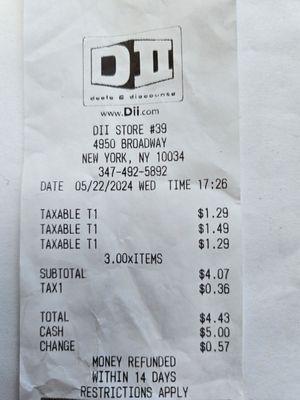 DII
deals & discounts
www.Dii.com
DII STORE #39
4950 BROADWAY
NEW YORK, NY 10034
347-492-5892
DATE 05/22/2024 WED TIME 17:26
TAXABLE T1 $1.29
TAXABLE T1 $1.49
TAXABLE T1 $1.29
3.00xITEMS
SUBTOTAL $4.07
TAX1 $0.36
TOTAL $4.43
CASH $5.00
CHANGE $0.57
MONEY REFUNDED
WITHIN 14 DAYS
RESTRICTIONS APPLY